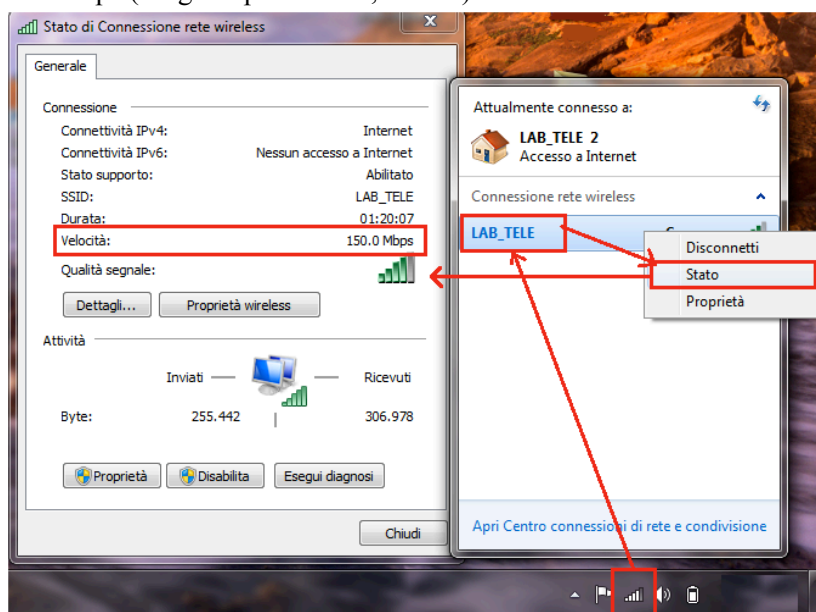 Stato di Connessione rete wireless
X
Generale
Connessione
Connettività IPv4: Internet
Connettività IPv6: Nessun accesso a Internet
Stato supporto: Abilitato
SSID: LAB_TELE
Durata: 01:20:07
Velocità: 150.0 Mbps
Qualità segnale:
Dettagli... Proprietà wireless
Attività
Inviati Ricevuti
Byte: 255.442 306.978
Proprietà Disabilita Esegui diagnosi
Chiudi
Attualmente connesso a:
LAB_TELE 2
Accesso a Internet
Connessione rete wireless
LAB_TELE
Disconnetti
Stato
Proprietà
Apri Centro connessioni di rete e condivisione